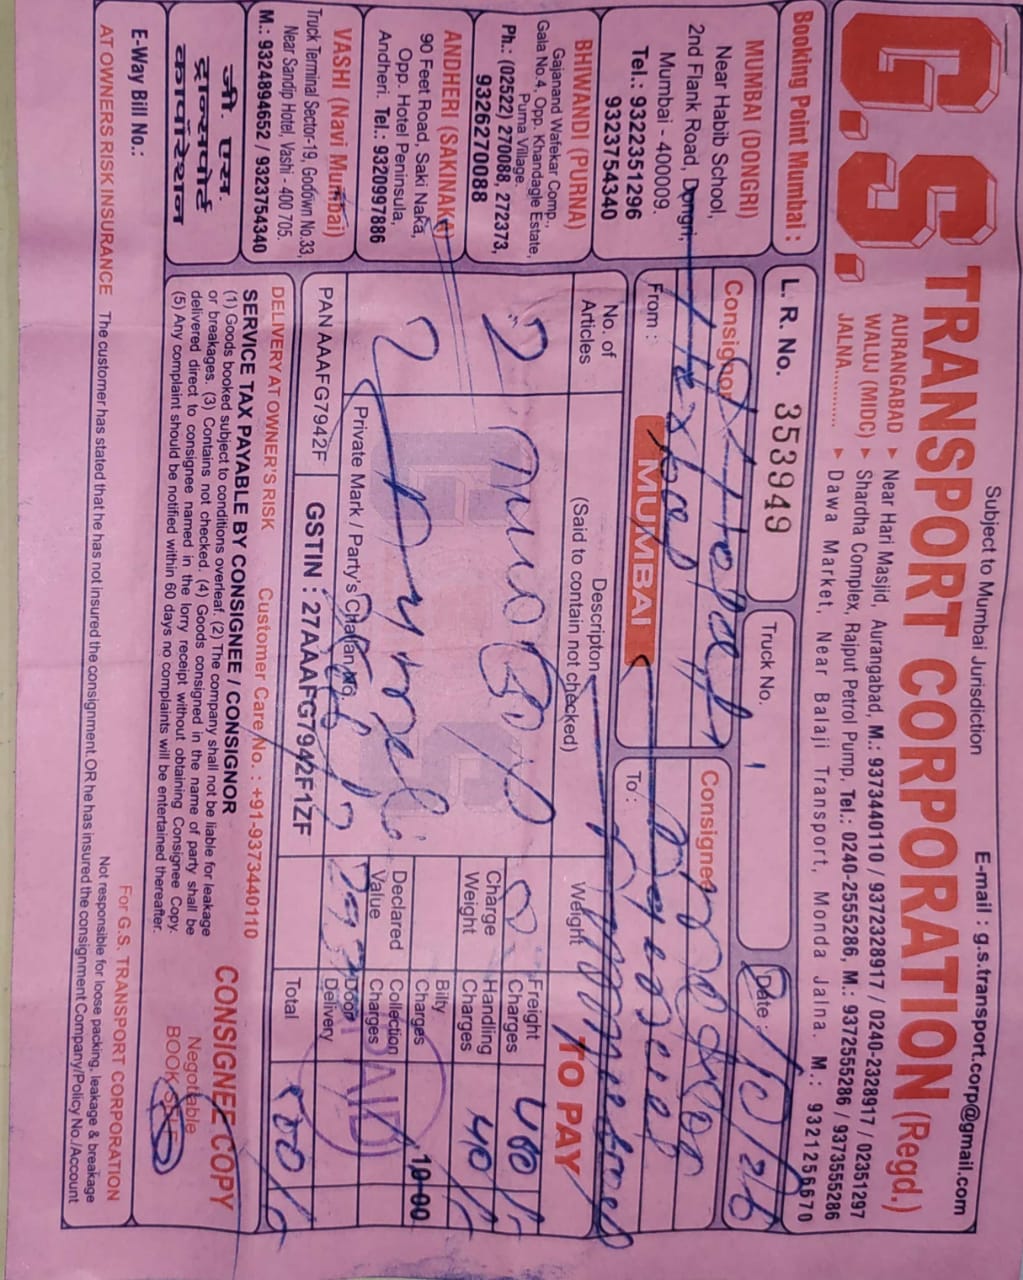 Subject to Mumbai Jurisdiction
E-mail : g.s.transport.corp@gmail.com
G.S. TRANSPORT CORPORATION (Regd.)
AURANGABAD ▸ Near Hari Masjid, Aurangabad, M.: 9373440110 / 9372328917 / 0240-2328917 / 02351297
WALUJ (MIDC) ▸ Shardha Complex, Rajput Petrol Pump. Tel.: 0240-2555286, M.: 9372555286 / 9373555286
JALNA............. ▸ Dawa Market, Near Balaji Transport, Monda Jalna. M.: 9321256670
Booking Point Mumbai :
MUMBAI (DONGRI)
Near Habib School,
2nd Flank Road, Dongri,
Mumbai - 400009.
Tel.: 9322351296
9323754340
BHIWANDI (PURNA)
Gajanand Wafekar Comp.,
Gala No.4, Opp. Khandagle Estate,
Purna Village.
Ph.: (02522) 270088, 272373,
9326270088
ANDHERI (SAKINAKA)
90 Feet Road, Saki Naka,
Opp. Hotel Peninsula,
Andheri. Tel.: 9320997886
VASHI (Navi Mumbai)
Truck Terminal Sector-19, Godown No.33,
Near Sandip Hotel, Vashi - 400 705.
M.: 9324894652 / 9323754340
जी. एस.
ट्रान्सपोर्ट
कार्पोरेशन
E-Way Bill No.:
L. R. No. 353949
Truck No.
Date :
Consignor
Consignee
From : MUMBAI
To :
No. of Articles
Descripton
(Said to contain not checked)
Weight
TO PAY
2
Charge Weight
Freight Charges
Handling Charges 40/-
Bilty Charges 10-00
Declared Value
Collection Charges
Door Delivery
PAID
Total
Private Mark / Party's Challan No.
PAN AAAFG7942F
GSTIN : 27AAAFG7942F1ZF
DELIVERY AT OWNER'S RISK
Customer Care No. : +91-9373440110
SERVICE TAX PAYABLE BY CONSIGNEE / CONSIGNOR
(1) Goods booked subject to conditions overleaf. (2) The company shall not be liable for leakage
or breakages. (3) Contains not checked. (4) Goods consigned in the name of party shall be
delivered direct to consignee named in the lorry receipt without obtaining Consignee Copy.
(5) Any complaint should be notified within 60 days no complaints will be entertained thereafter.
CONSIGNEE COPY
Negotable
For G.S. TRANSPORT CORPORATION
Not responsible for loose packing, leakage & breakage
AT OWNERS RISK INSURANCE The customer has stated that he has not insured the consignment. OR he has insured the consignment Company/Policy No./Account